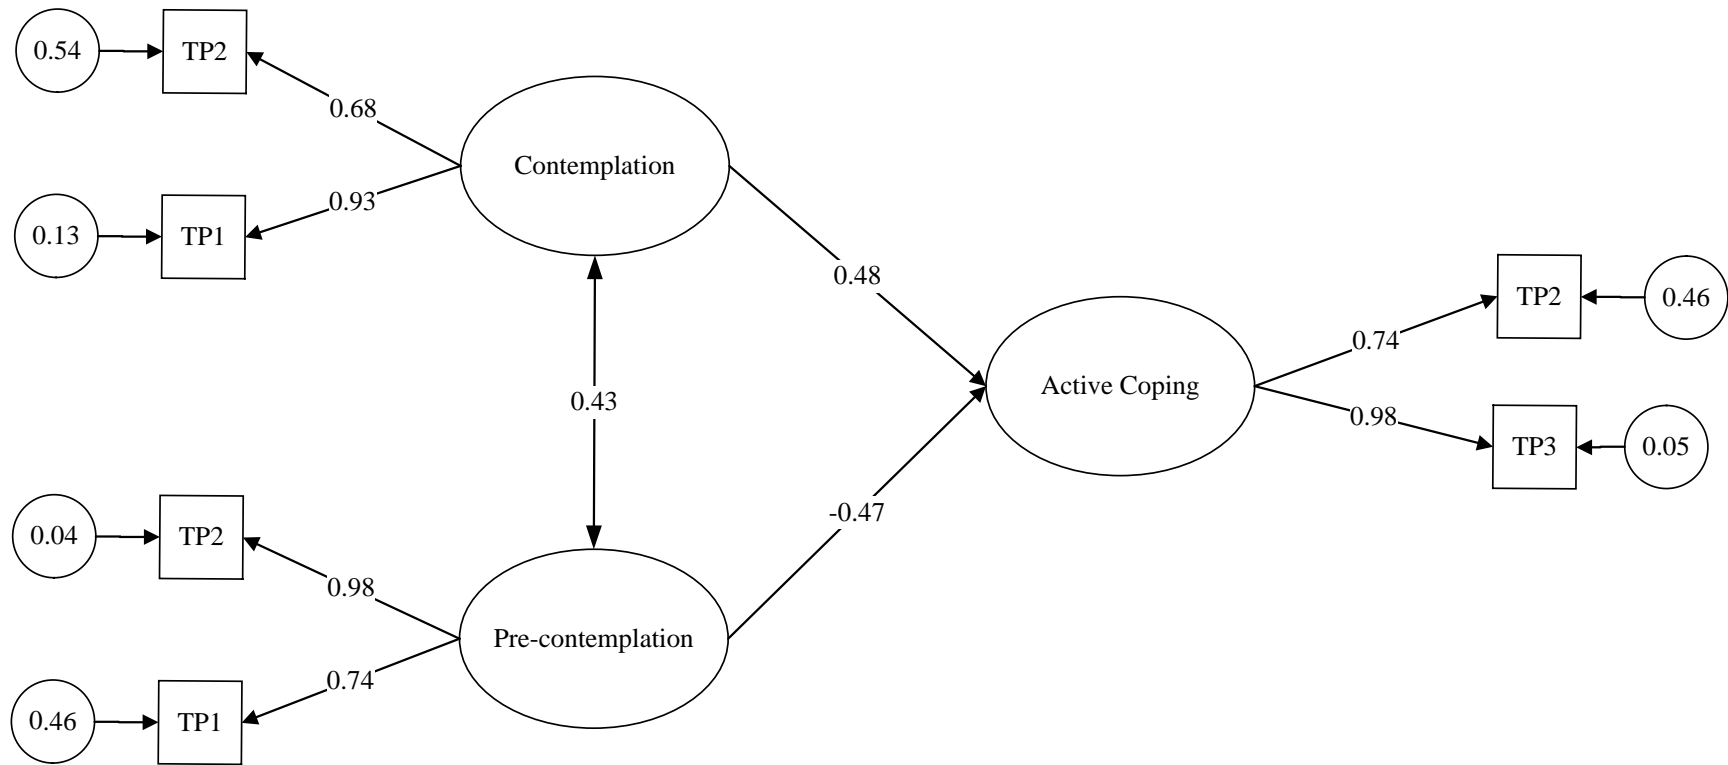 0.54
TP2
0.68
Contemplation
0.93
0.13
TP1
0.48
TP2
0.46
0.74
0.43
Active Coping
0.98
TP3
0.05
-0.47
0.04
TP2
0.98
Pre-contemplation
0.74
0.46
TP1